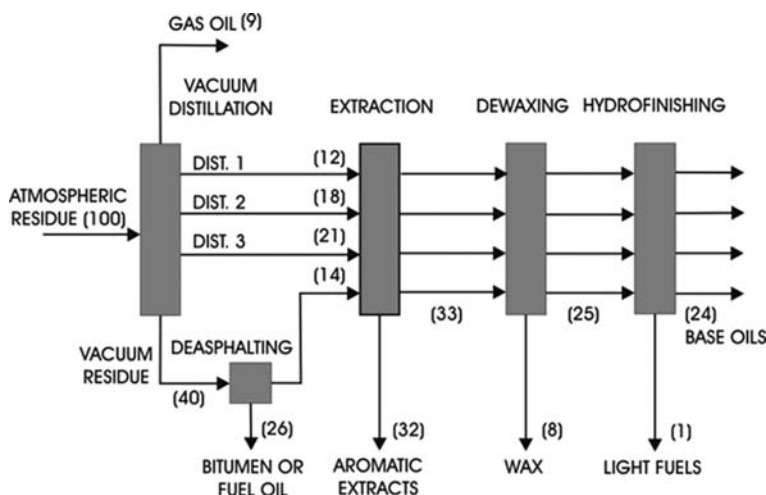 GAS OIL (9)
VACUUM
DISTILLATION
EXTRACTION
DEWAXING
HYDROFINISHING
DIST. 1
(12)
ATMOSPHERIC
RESIDUE (100)
DIST. 2
(18)
DIST. 3
(21)
(14)
(33)
(25)
(24)
BASE OILS
VACUUM
RESIDUE
DEASPHALTING
(40)
(26)
(32)
(8)
(1)
BITUMEN OR
FUEL OIL
AROMATIC
EXTRACTS
WAX
LIGHT FUELS